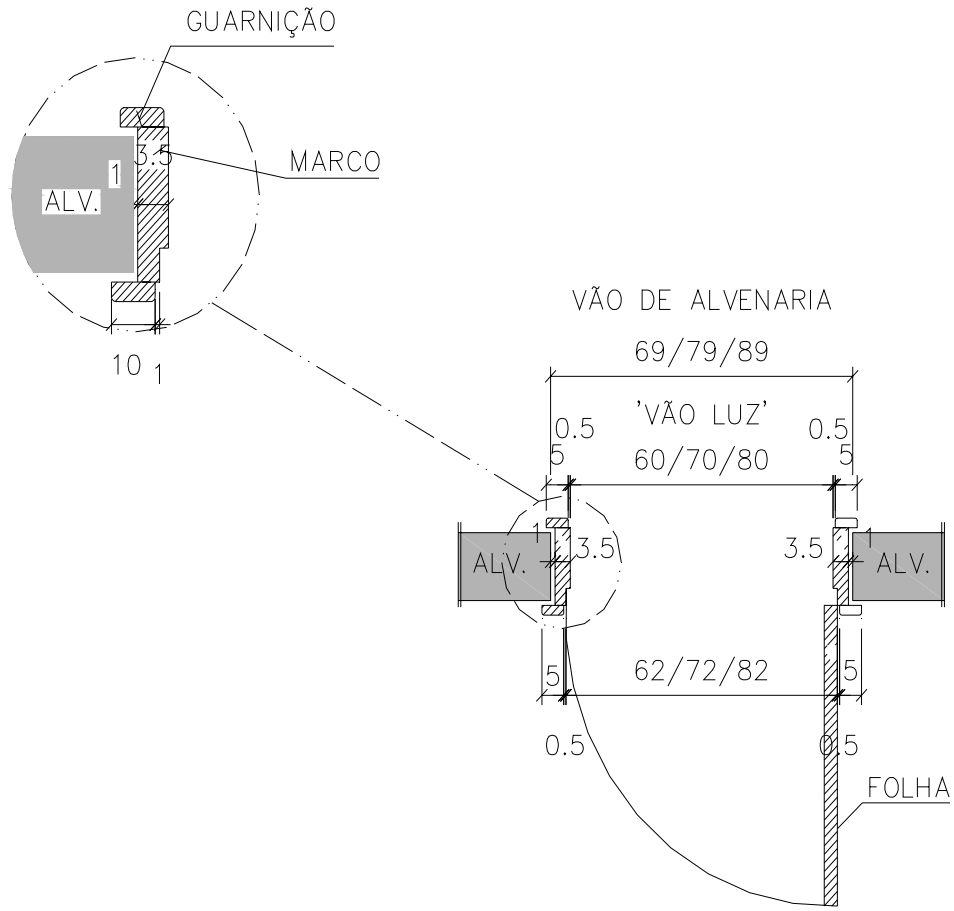 GUARNIÇÃO
3.5
MARCO
1
ALV.
10
1
VÃO DE ALVENARIA
69/79/89
'VÃO LUZ'
0.5
0.5
5
60/70/80
5
1
3.5
3.5
1
ALV.
ALV.
5
62/72/82
5
0.5
0.5
FOLHA